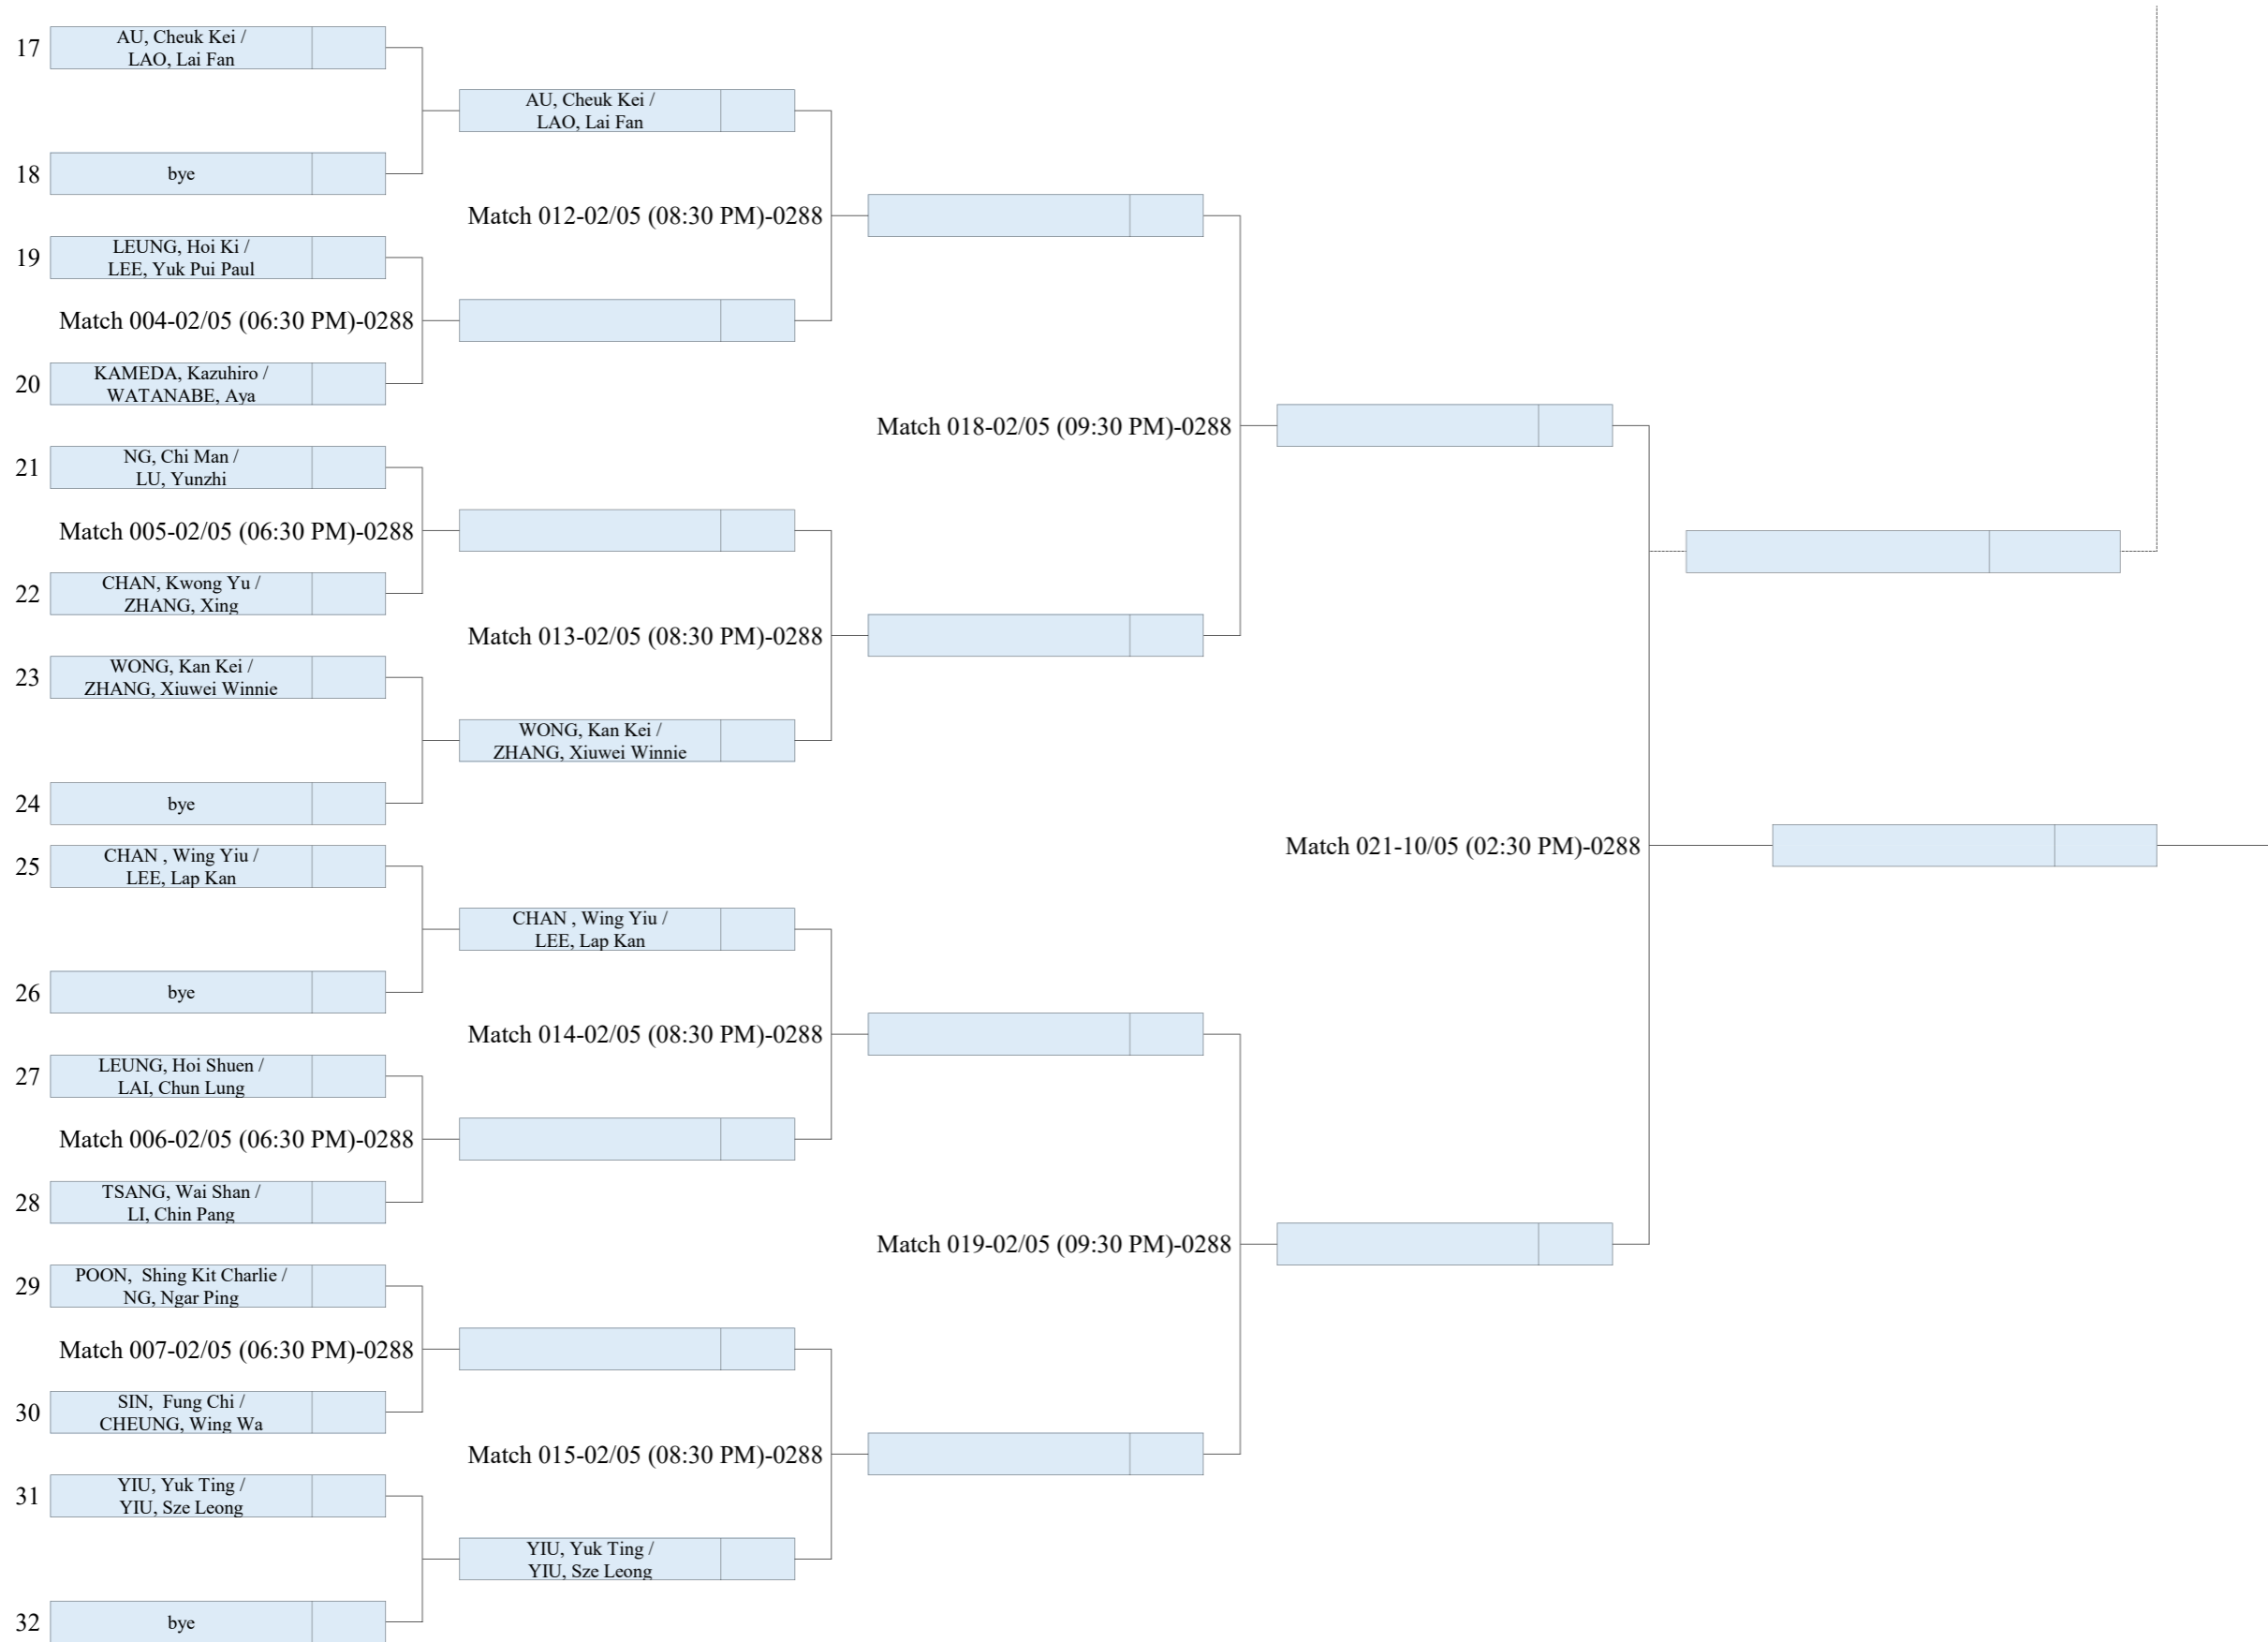 17
AU, Cheuk Kei /
LAO, Lai Fan
AU, Cheuk Kei /
LAO, Lai Fan
18
bye
Match 012-02/05 (08:30 PM)-0288
19
LEUNG, Hoi Ki /
LEE, Yuk Pui Paul
Match 004-02/05 (06:30 PM)-0288
20
KAMEDA, Kazuhiro /
WATANABE, Aya
Match 018-02/05 (09:30 PM)-0288
21
NG, Chi Man /
LU, Yunzhi
Match 005-02/05 (06:30 PM)-0288
22
CHAN, Kwong Yu /
ZHANG, Xing
Match 013-02/05 (08:30 PM)-0288
23
WONG, Kan Kei /
ZHANG, Xiuwei Winnie
WONG, Kan Kei /
ZHANG, Xiuwei Winnie
24
bye
Match 021-10/05 (02:30 PM)-0288
25
CHAN , Wing Yiu /
LEE, Lap Kan
CHAN , Wing Yiu /
LEE, Lap Kan
26
bye
Match 014-02/05 (08:30 PM)-0288
27
LEUNG, Hoi Shuen /
LAI, Chun Lung
Match 006-02/05 (06:30 PM)-0288
28
TSANG, Wai Shan /
LI, Chin Pang
Match 019-02/05 (09:30 PM)-0288
29
POON,  Shing Kit Charlie /
NG, Ngar Ping
Match 007-02/05 (06:30 PM)-0288
30
SIN,  Fung Chi /
CHEUNG, Wing Wa
Match 015-02/05 (08:30 PM)-0288
31
YIU, Yuk Ting /
YIU, Sze Leong
YIU, Yuk Ting /
YIU, Sze Leong
32
bye